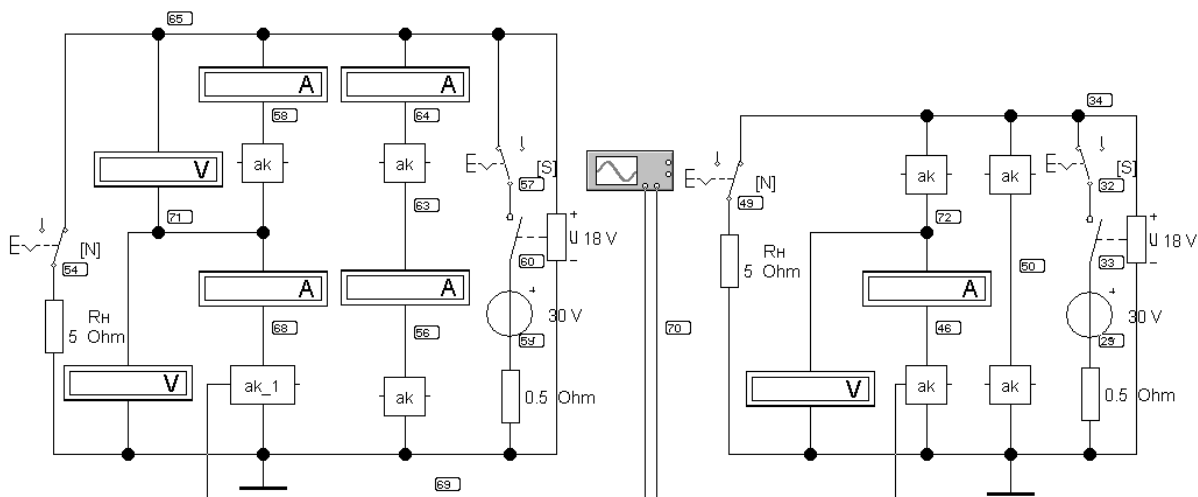 65
A
A
58
64
ak
ak
E
[S]
57
V
63
71
u 18 V
E
[N]
60
54
A
A
Rн
5 Ohm
30 V
68
56
59
V
ak_1
ak
0.5 Ohm
69
70
34
E
[N]
49
ak
ak
E
[S]
32
72
u 18 V
Rн
5 Ohm
50
33
A
30 V
46
29
V
ak
ak
0.5 Ohm